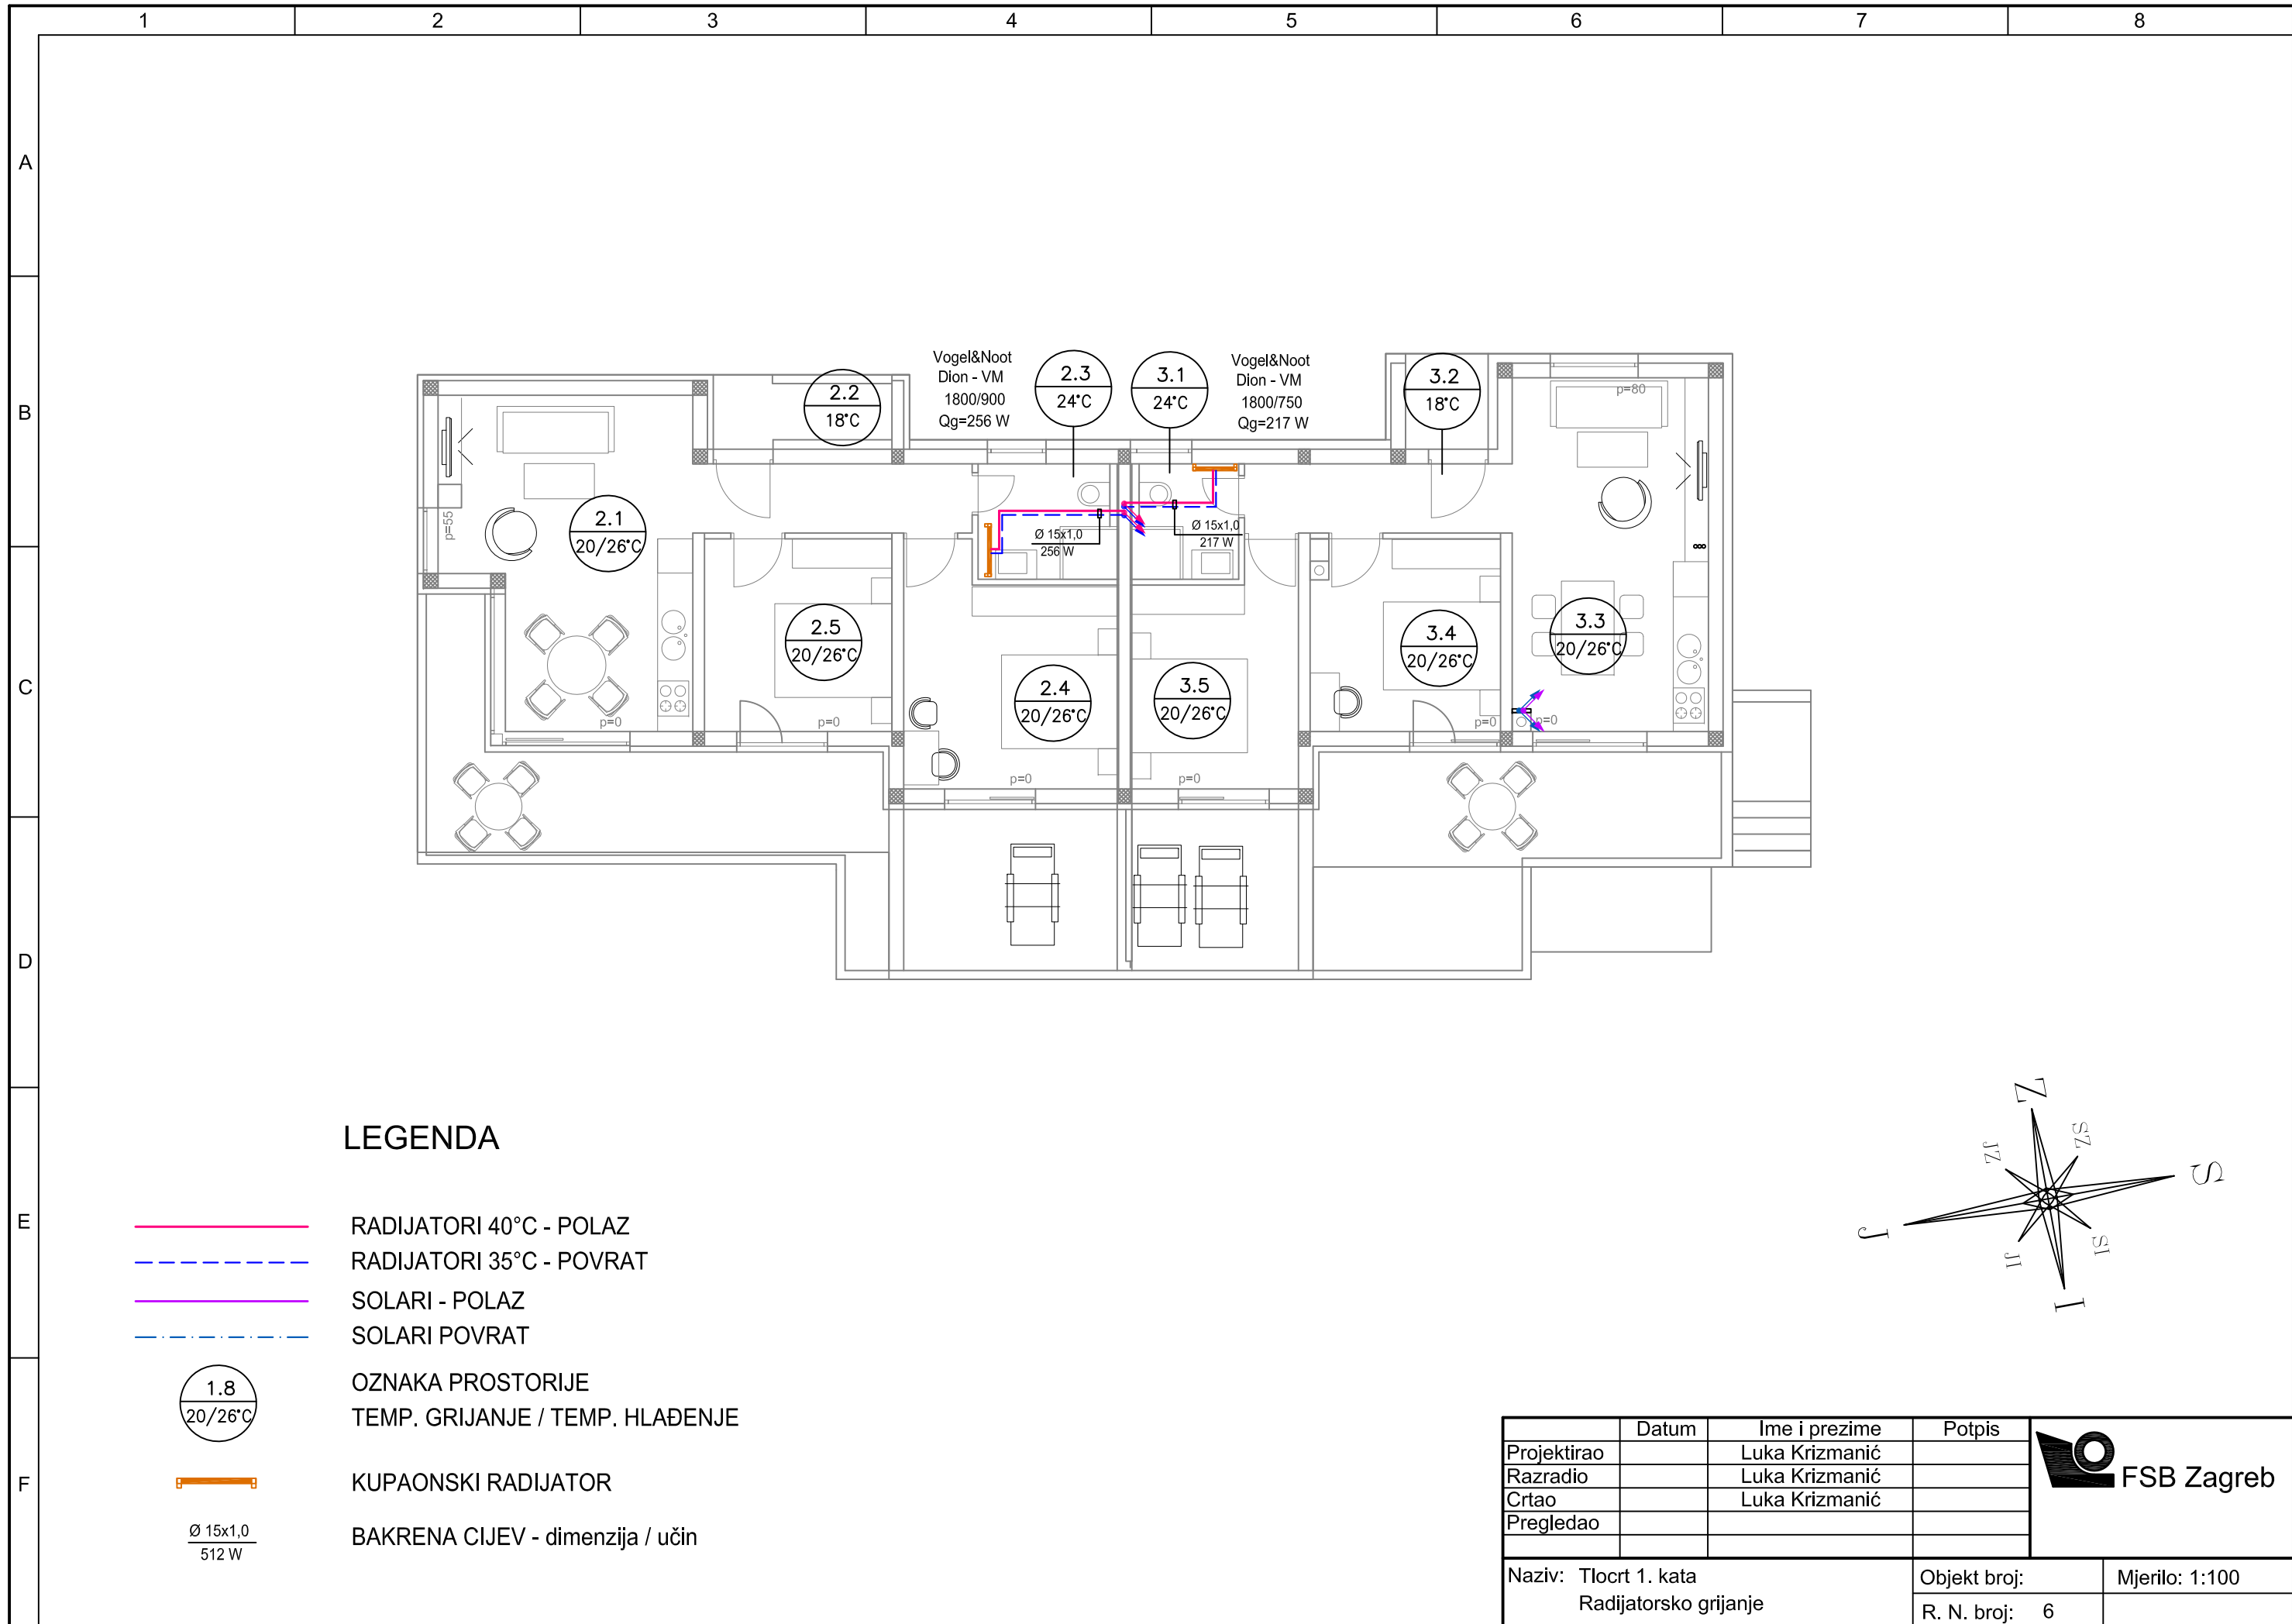 1 2 3 4 5 6 7 8
A
B
C
D
E
F
Vogel&Noot
Dion - VM
1800/900
Qg=256 W
2.3
24°C
3.1
24°C
Vogel&Noot
Dion - VM
1800/750
Qg=217 W
2.2
18°C
3.2
18°C
p=80
p=55
2.1
20/26°C
Ø 15x1,0
256 W
Ø 15x1,0
217 W
2.5
20/26°C
2.4
20/26°C
3.5
20/26°C
3.4
20/26°C
3.3
20/26°C
p=0
p=0
p=0
p=0
p=0
p=0
LEGENDA
RADIJATORI 40°C - POLAZ
RADIJATORI 35°C - POVRAT
SOLARI - POLAZ
SOLARI POVRAT
1.8
20/26°C
OZNAKA PROSTORIJE
TEMP. GRIJANJE / TEMP. HLAĐENJE
KUPAONSKI RADIJATOR
Ø 15x1,0
512 W
BAKRENA CIJEV - dimenzija / učin
Z
SZ
S
SI
I
JI
J
JZ
Datum Ime i prezime Potpis
Projektirao Luka Krizmanić
Razradio Luka Krizmanić
Crtao Luka Krizmanić
Pregledao
FSB Zagreb
Naziv: Tlocrt 1. kata
Radijatorsko grijanje
Objekt broj:
R. N. broj: 6
Mjerilo: 1:100